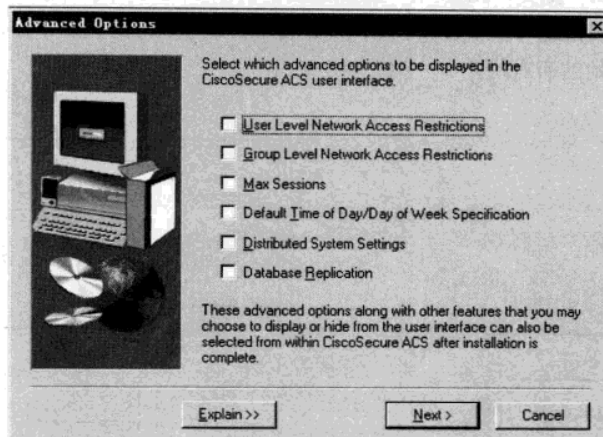 Advanced Options
Select which advanced options to be displayed in the
CiscoSecure ACS user interface.
User Level Network Access Restrictions
Group Level Network Access Restrictions
Max Sessions
Default Time of Day/Day of Week Specification
Distributed System Settings
Database Replication
These advanced options along with other features that you may
choose to display or hide from the user interface can also be
selected from within CiscoSecure ACS after installation is
complete.
Explain >>
Next >
Cancel